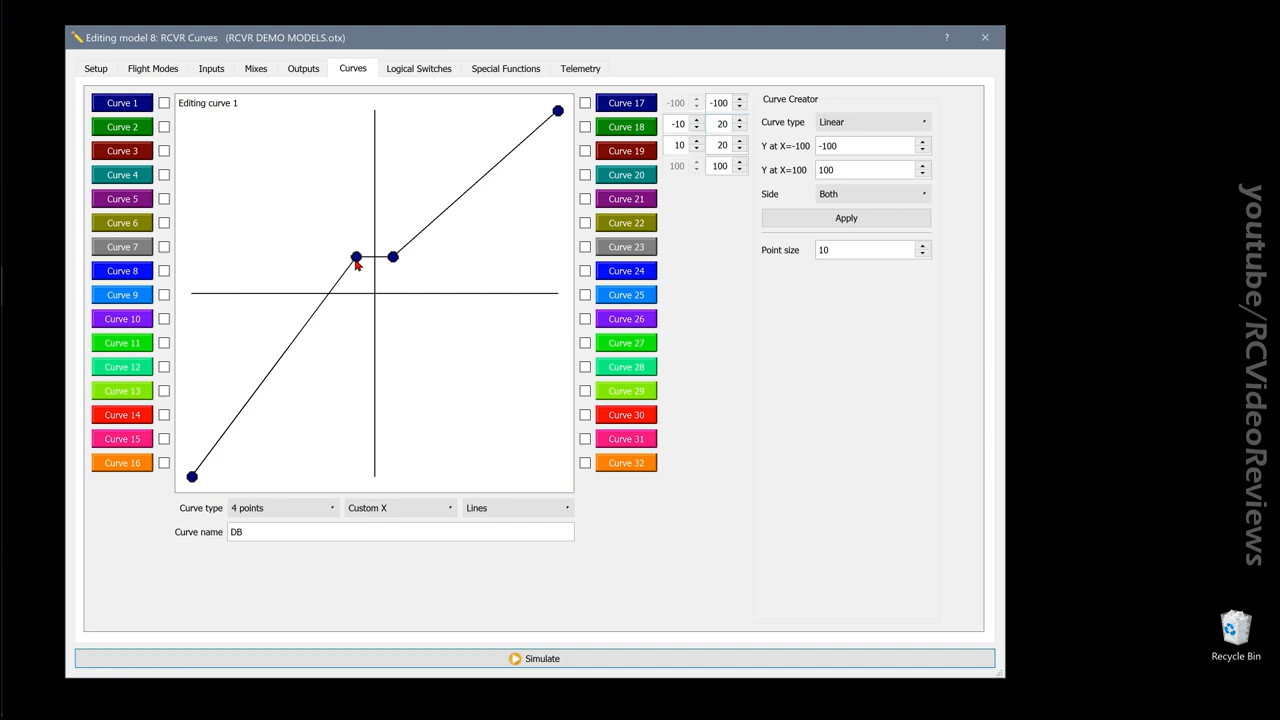 Editing model 8: RCVR Curves (RCVR DEMO MODELS.otx)
?
Setup
Flight Modes
Inputs
Mixes
Outputs
Curves
Logical Switches
Special Functions
Telemetry
Curve 1
Curve 2
Curve 3
Curve 4
Curve 5
Curve 6
Curve 7
Curve 8
Curve 9
Curve 10
Curve 11
Curve 12
Curve 13
Curve 14
Curve 15
Curve 16
Editing curve 1
Curve type 4 points Custom X Lines
Curve name DB
Curve 17
Curve 18
Curve 19
Curve 20
Curve 21
Curve 22
Curve 23
Curve 24
Curve 25
Curve 26
Curve 27
Curve 28
Curve 29
Curve 30
Curve 31
Curve 32
-100 -100
-10 20
10 20
100 100
Curve Creator
Curve type Linear
Y at X=-100 -100
Y at X=100 100
Side Both
Apply
Point size 10
Simulate
youtube/RCVideoReviews
Recycle Bin